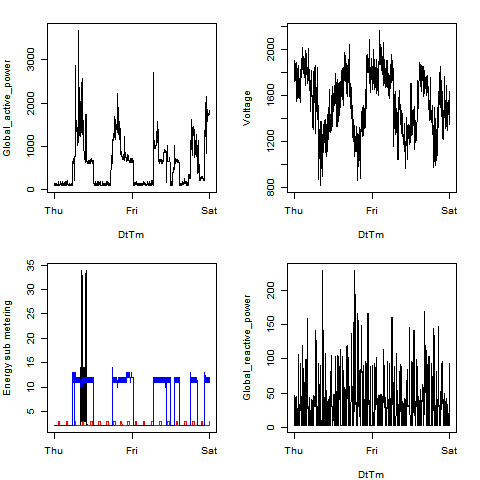 Global_active_power
0
1000
2000
3000
Thu
Fri
Sat
DtTm
Voltage
800
1200
1600
2200
Thu
Fri
Sat
DtTm
Energy sub metering
5
10
15
20
25
30
35
Thu
Fri
Sat
Global_reactive_power
0
50
100
150
200
Thu
Fri
Sat
DtTm